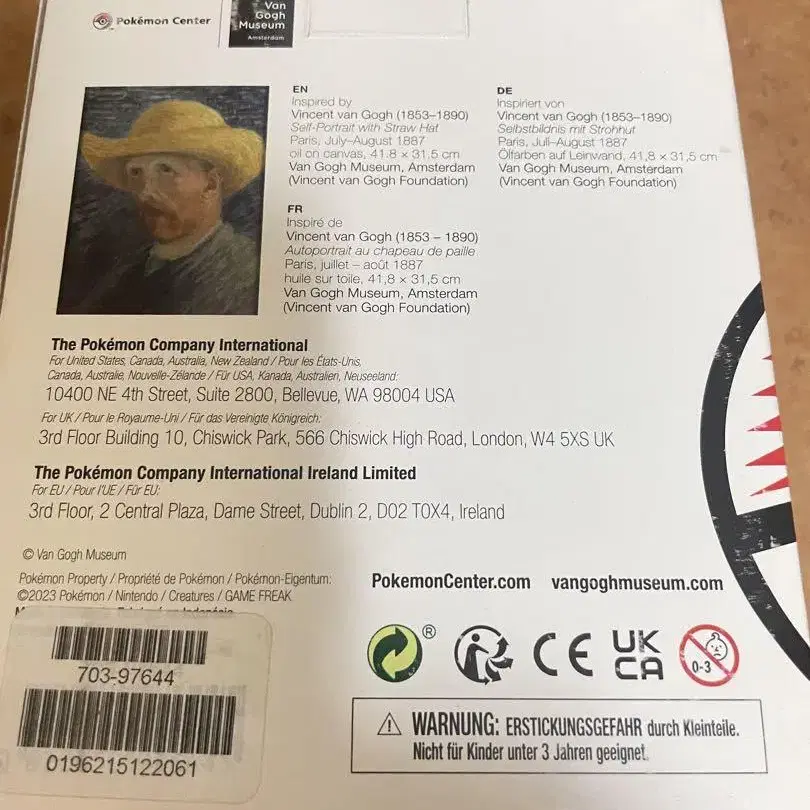 Pokémon Center
Van
Gogh
Museum
Amsterdam
EN
Inspired by
Vincent van Gogh (1853–1890)
Self-Portrait with Straw Hat
Paris, July–August 1887
oil on canvas, 41.8 × 31,5 cm
Van Gogh Museum, Amsterdam
(Vincent van Gogh Foundation)
DE
Inspiriert von
Vincent van Gogh (1853–1890)
Selbstbildnis mit Strohhut
Paris, Juli–August 1887
Ölfarben auf Leinwand, 41,8 × 31,5 cm
Van Gogh Museum, Amsterdam
(Vincent van Gogh Foundation)
FR
Inspiré de
Vincent van Gogh (1853 – 1890)
Autoportrait au chapeau de paille
Paris, juillet – août 1887
huile sur toile, 41,8 × 31,5 cm
Van Gogh Museum, Amsterdam
(Vincent van Gogh Foundation)
The Pokémon Company International
For United States, Canada, Australia, New Zealand / Pour les États-Unis,
Canada, Australie, Nouvelle-Zélande / Für USA, Kanada, Australien, Neuseeland:
10400 NE 4th Street, Suite 2800, Bellevue, WA 98004 USA
For UK / Pour le Royaume-Uni / Für das Vereinigte Königreich:
3rd Floor Building 10, Chiswick Park, 566 Chiswick High Road, London, W4 5XS UK
The Pokémon Company International Ireland Limited
For EU / Pour l'UE / Für EU:
3rd Floor, 2 Central Plaza, Dame Street, Dublin 2, D02 T0X4, Ireland
© Van Gogh Museum
Pokémon Property / Propriété de Pokémon / Pokémon-Eigentum:
©2023 Pokémon / Nintendo / Creatures / GAME FREAK
PokemonCenter.com vangoghmuseum.com
703-97644
0196215122061
®
CE
UK
CA
0-3
WARNUNG: ERSTICKUNGSGEFAHR durch Kleinteile.
Nicht für Kinder unter 3 Jahren geeignet.